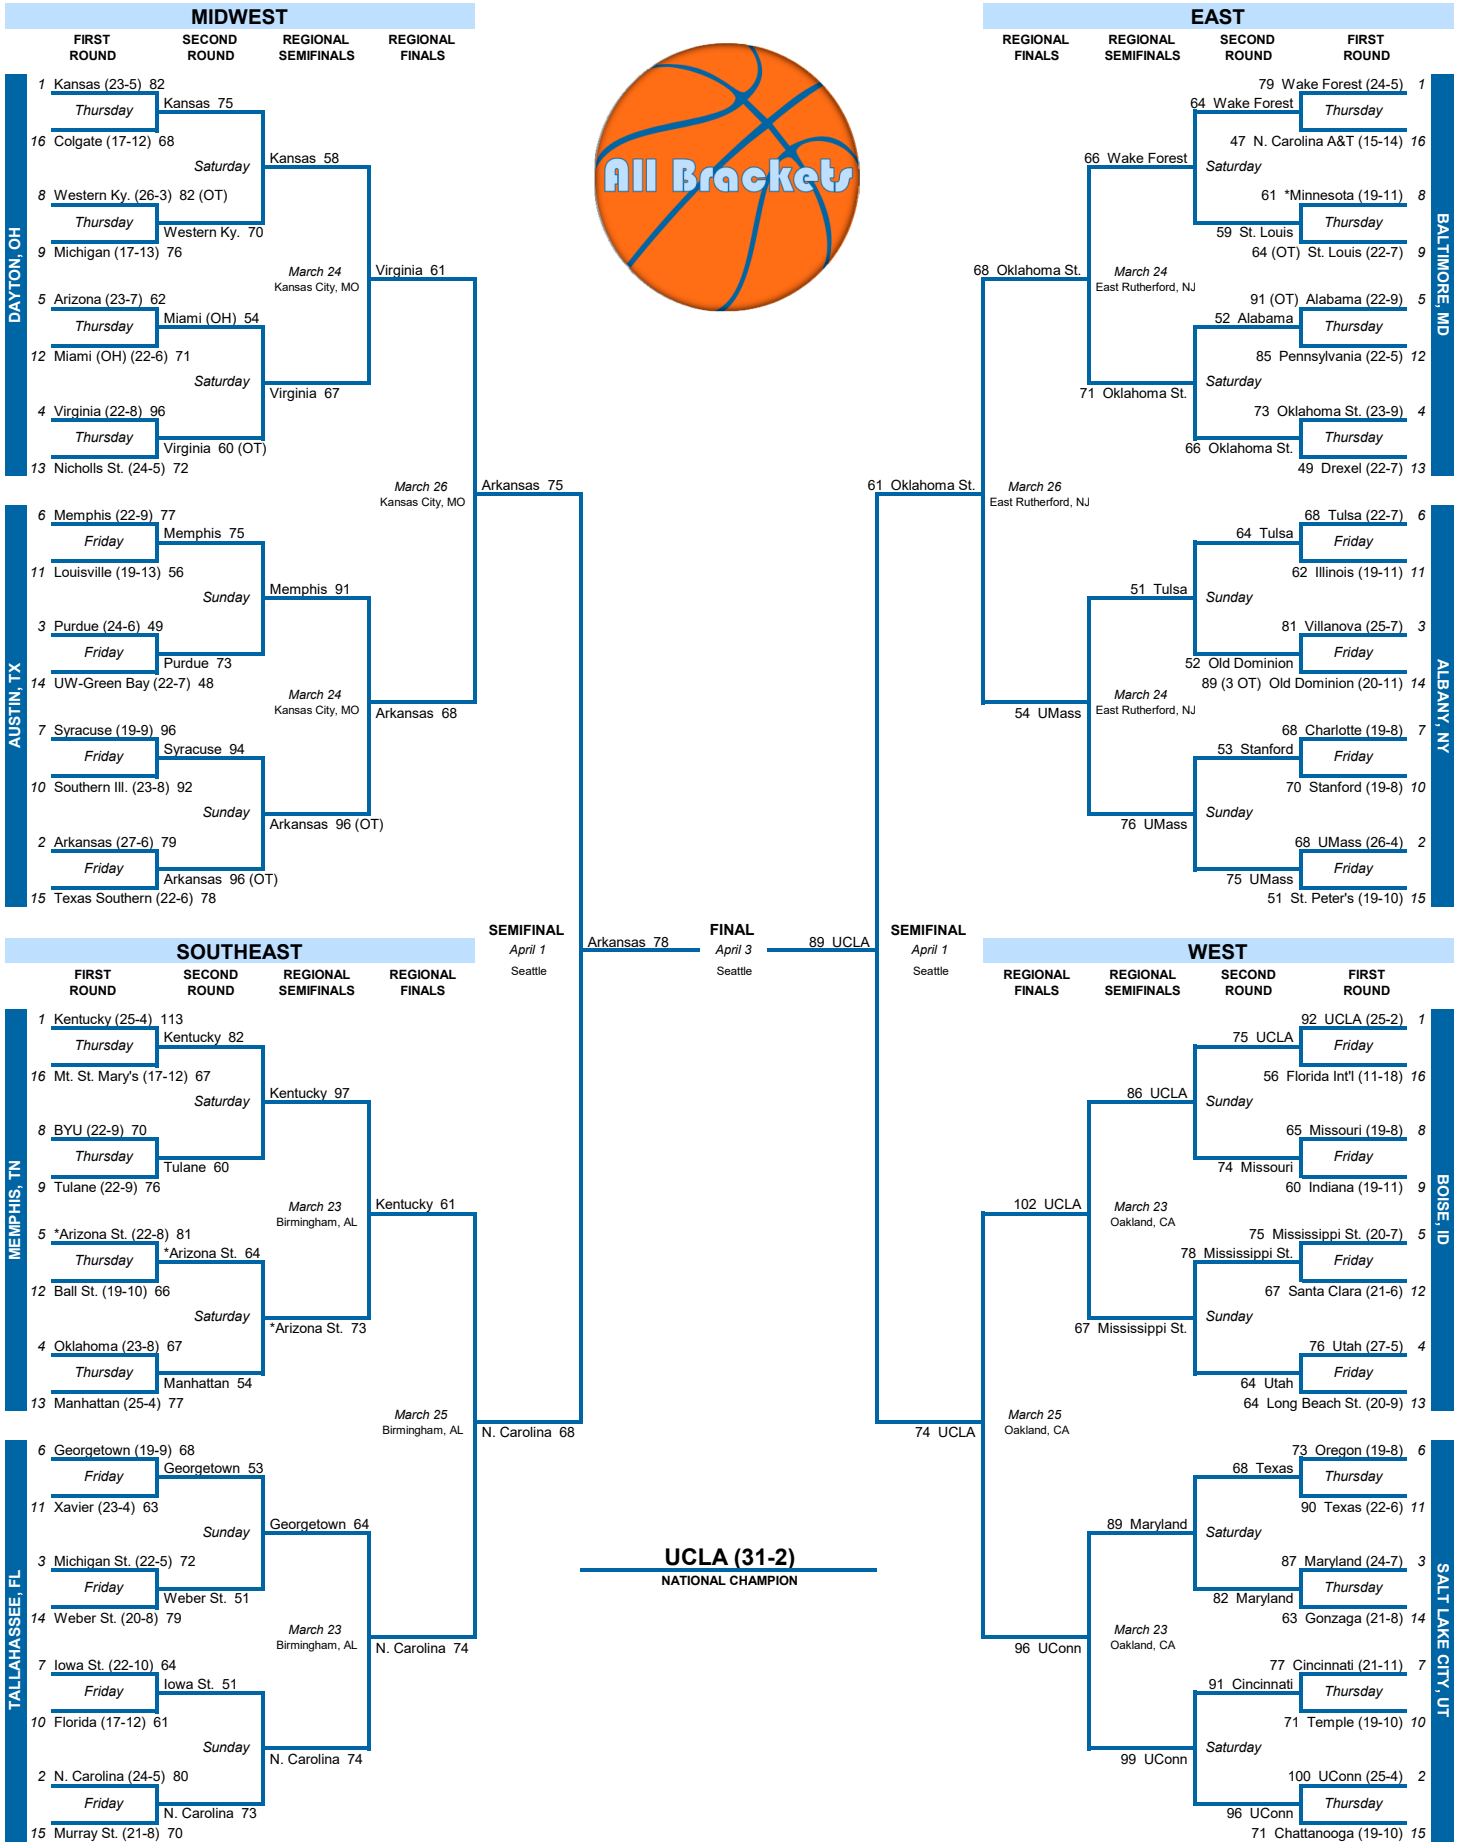 MIDWEST
FIRST ROUND
SECOND ROUND
REGIONAL SEMIFINALS
REGIONAL FINALS
DAYTON, OH
1 Kansas (23-5) 82
Thursday
Kansas 75
16 Colgate (17-12) 68
Saturday
Kansas 58
8 Western Ky. (26-3) 82 (OT)
Thursday
Western Ky. 70
9 Michigan (17-13) 76
March 24
Kansas City, MO
Virginia 61
5 Arizona (23-7) 62
Thursday
Miami (OH) 54
12 Miami (OH) (22-6) 71
Saturday
Virginia 67
4 Virginia (22-8) 96
Thursday
Virginia 60 (OT)
13 Nicholls St. (24-5) 72
March 26
Kansas City, MO
Arkansas 75
AUSTIN, TX
6 Memphis (22-9) 77
Friday
Memphis 75
11 Louisville (19-13) 56
Sunday
Memphis 91
3 Purdue (24-6) 49
Friday
Purdue 73
14 UW-Green Bay (22-7) 48
March 24
Kansas City, MO
Arkansas 68
7 Syracuse (19-9) 96
Friday
Syracuse 94
10 Southern Ill. (23-8) 92
Sunday
Arkansas 96 (OT)
2 Arkansas (27-6) 79
Friday
Arkansas 96 (OT)
15 Texas Southern (22-6) 78
All Brackets
EAST
REGIONAL FINALS
REGIONAL SEMIFINALS
SECOND ROUND
FIRST ROUND
BALTIMORE, MD
79 Wake Forest (24-5) 1
64 Wake Forest
Thursday
47 N. Carolina A&T (15-14) 16
66 Wake Forest
Saturday
61 *Minnesota (19-11) 8
Thursday
59 St. Louis
64 (OT) St. Louis (22-7) 9
68 Oklahoma St.
March 24
East Rutherford, NJ
91 (OT) Alabama (22-9) 5
52 Alabama
Thursday
85 Pennsylvania (22-5) 12
Saturday
71 Oklahoma St.
73 Oklahoma St. (23-9) 4
Thursday
66 Oklahoma St.
49 Drexel (22-7) 13
61 Oklahoma St.
March 26
East Rutherford, NJ
ALBANY, NY
68 Tulsa (22-7) 6
64 Tulsa
Friday
62 Illinois (19-11) 11
51 Tulsa
Sunday
81 Villanova (25-7) 3
Friday
52 Old Dominion
89 (3 OT) Old Dominion (20-11) 14
March 24
East Rutherford, NJ
54 UMass
68 Charlotte (19-8) 7
53 Stanford
Friday
70 Stanford (19-8) 10
Sunday
76 UMass
68 UMass (26-4) 2
Friday
75 UMass
51 St. Peter's (19-10) 15
SEMIFINAL
April 1
Seattle
Arkansas 78
FINAL
April 3
Seattle
89 UCLA
SEMIFINAL
April 1
Seattle
SOUTHEAST
FIRST ROUND
SECOND ROUND
REGIONAL SEMIFINALS
REGIONAL FINALS
MEMPHIS, TN
1 Kentucky (25-4) 113
Thursday
Kentucky 82
16 Mt. St. Mary's (17-12) 67
Saturday
Kentucky 97
8 BYU (22-9) 70
Thursday
Tulane 60
9 Tulane (22-9) 76
March 23
Birmingham, AL
Kentucky 61
5 *Arizona St. (22-8) 81
Thursday
*Arizona St. 64
12 Ball St. (19-10) 66
Saturday
*Arizona St. 73
4 Oklahoma (23-8) 67
Thursday
Manhattan 54
13 Manhattan (25-4) 77
March 25
Birmingham, AL
N. Carolina 68
TALLAHASSEE, FL
6 Georgetown (19-9) 68
Friday
Georgetown 53
11 Xavier (23-4) 63
Sunday
Georgetown 64
3 Michigan St. (22-5) 72
Friday
Weber St. 51
14 Weber St. (20-8) 79
March 23
Birmingham, AL
N. Carolina 74
7 Iowa St. (22-10) 64
Friday
Iowa St. 51
10 Florida (17-12) 61
Sunday
N. Carolina 74
2 N. Carolina (24-5) 80
Friday
N. Carolina 73
15 Murray St. (21-8) 70
UCLA (31-2)
NATIONAL CHAMPION
WEST
REGIONAL FINALS
REGIONAL SEMIFINALS
SECOND ROUND
FIRST ROUND
BOISE, ID
92 UCLA (25-2) 1
75 UCLA
Friday
56 Florida Int'l (11-18) 16
86 UCLA
Sunday
65 Missouri (19-8) 8
Friday
74 Missouri
60 Indiana (19-11) 9
102 UCLA
March 23
Oakland, CA
75 Mississippi St. (20-7) 5
78 Mississippi St.
Friday
67 Santa Clara (21-6) 12
Sunday
67 Mississippi St.
76 Utah (27-5) 4
Friday
64 Utah
64 Long Beach St. (20-9) 13
74 UCLA
March 25
Oakland, CA
SALT LAKE CITY, UT
73 Oregon (19-8) 6
68 Texas
Thursday
90 Texas (22-6) 11
89 Maryland
Saturday
87 Maryland (24-7) 3
Thursday
82 Maryland
63 Gonzaga (21-8) 14
March 23
Oakland, CA
96 UConn
77 Cincinnati (21-11) 7
91 Cincinnati
Thursday
71 Temple (19-10) 10
Saturday
99 UConn
100 UConn (25-4) 2
Thursday
96 UConn
71 Chattanooga (19-10) 15